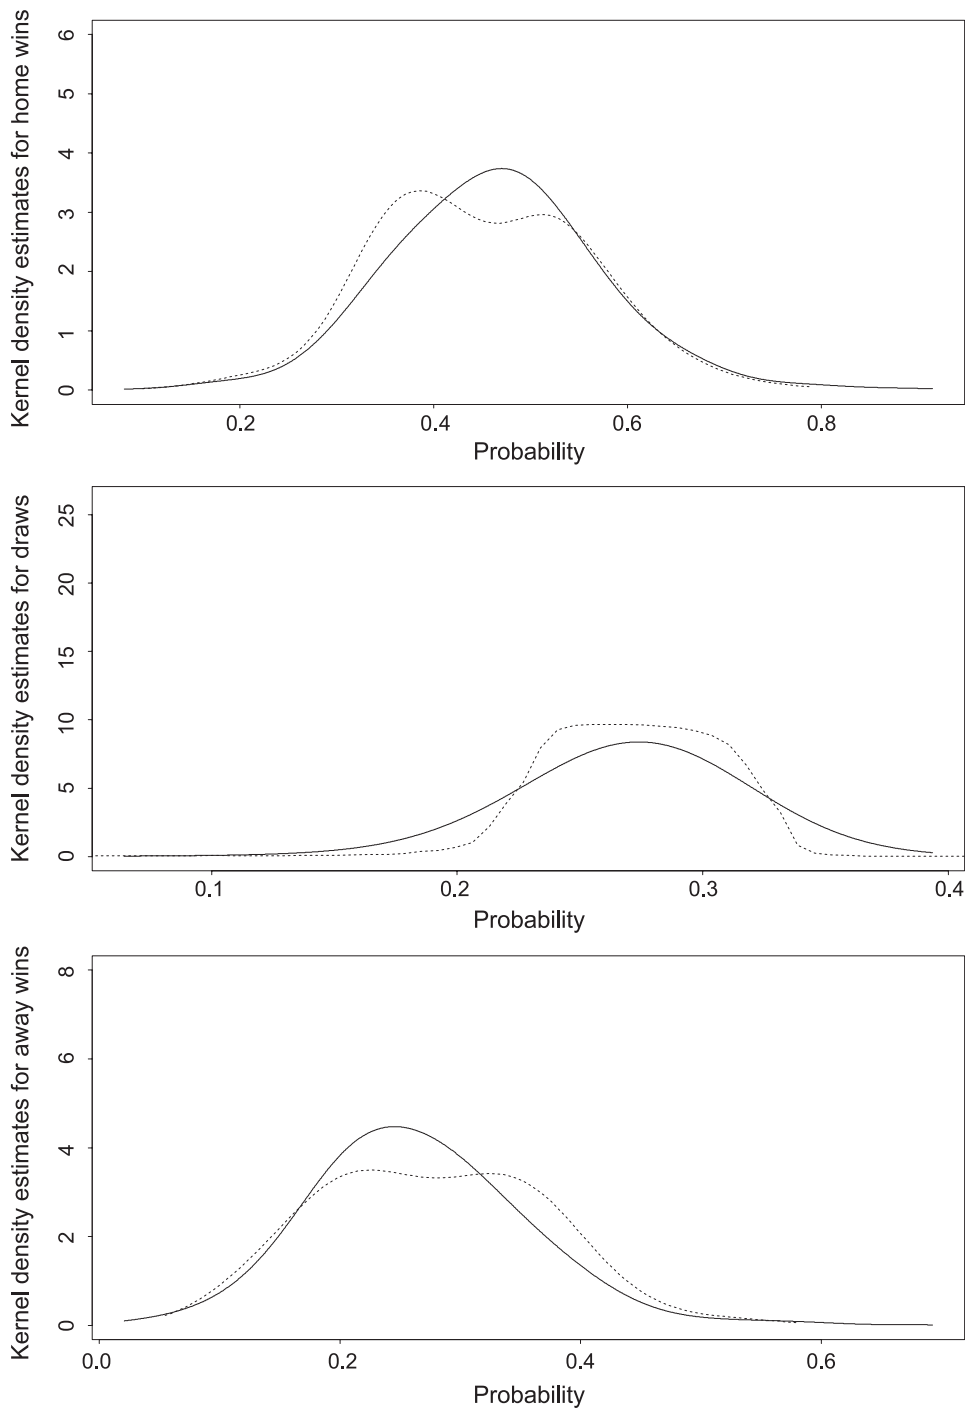 Kernel density estimates for home wins
6
5
4
3
2
1
0
0.2 0.4 0.6 0.8
Probability
Kernel density estimates for draws
25
20
15
10
5
0
0.1 0.2 0.3 0.4
Probability
Kernel density estimates for away wins
8
6
4
2
0
0.0 0.2 0.4 0.6
Probability